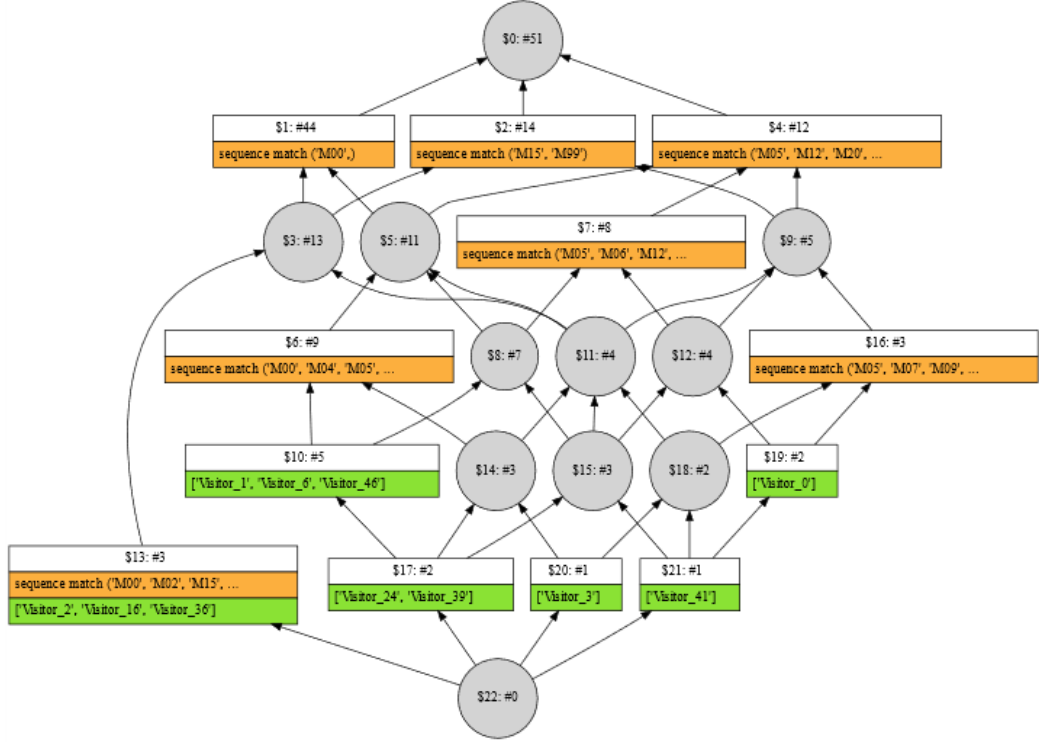 $0: #51
$1: #44
sequence match ('M00',)
$2: #14
sequence match ('M15', 'M99')
$4: #12
sequence match ('M05', 'M12', 'M20', ...
$3: #13
$5: #11
$7: #8
sequence match ('M05', 'M06', 'M12', ...
$9: #5
$6: #9
sequence match ('M00', 'M04', 'M05', ...
$8: #7
$11: #4
$12: #4
$16: #3
sequence match ('M05', 'M07', 'M09', ...
$10: #5
['Visitor_1', 'Visitor_6', 'Visitor_46']
$14: #3
$15: #3
$18: #2
$19: #2
['Visitor_0']
$13: #3
sequence match ('M00', 'M02', 'M15', ...
['Visitor_2', 'Visitor_16', 'Visitor_36']
$17: #2
['Visitor_24', 'Visitor_39']
$20: #1
['Visitor_3']
$21: #1
['Visitor_41']
$22: #0